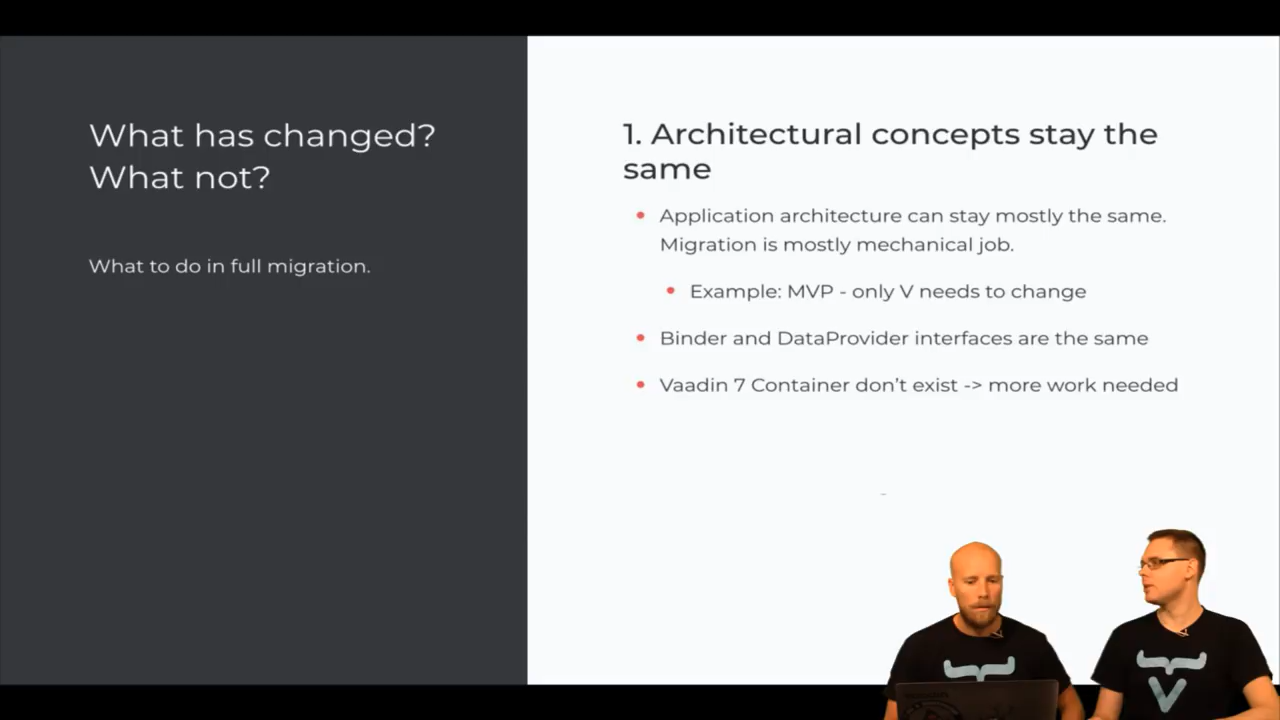 What has changed?
What not?
What to do in full migration.
1. Architectural concepts stay the
same
Application architecture can stay mostly the same.
Migration is mostly mechanical job.
Example: MVP - only V needs to change
Binder and DataProvider interfaces are the same
Vaadin 7 Container don’t exist -> more work needed